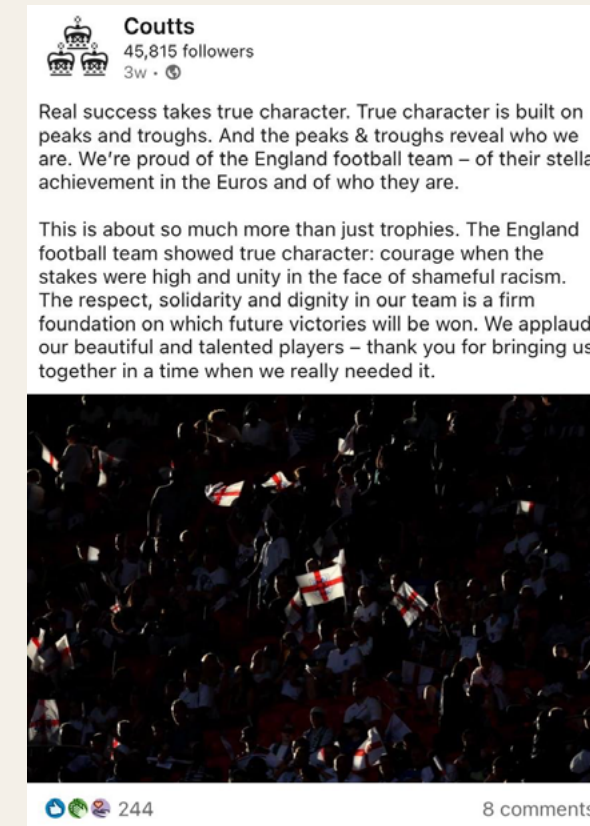 Coutts
45,815 followers
3w •
Real success takes true character. True character is built on
peaks and troughs. And the peaks & troughs reveal who we
are. We’re proud of the England football team – of their stella
achievement in the Euros and of who they are.
This is about so much more than just trophies. The England
football team showed true character: courage when the
stakes were high and unity in the face of shameful racism.
The respect, solidarity and dignity in our team is a firm
foundation on which future victories will be won. We applaud
our beautiful and talented players – thank you for bringing us
together in a time when we really needed it.
244
8 comments